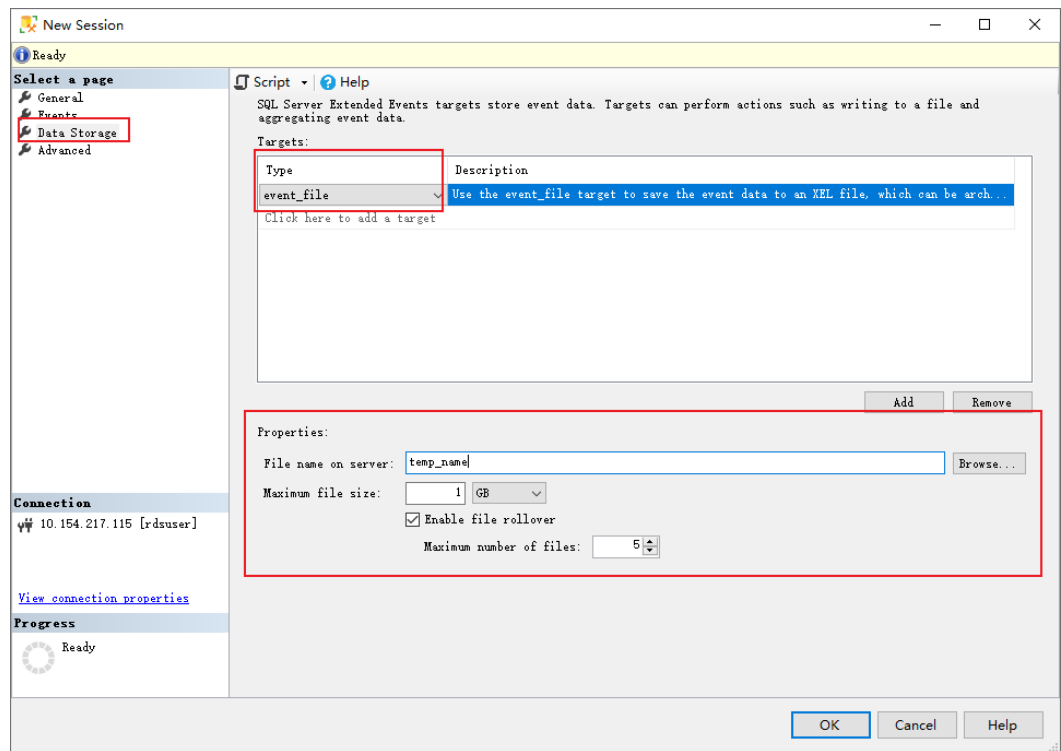 New Session
Ready
Select a page
General
Events
Data Storage
Advanced
Script
Help
SQL Server Extended Events targets store event data. Targets can perform actions such as writing to a file and
aggregating event data.
Targets:
Type Description
event_file Use the event_file target to save the event data to an XEL file, which can be arch...
Click here to add a target
Add Remove
Properties:
File name on server: temp_name Browse...
Maximum file size: 1 GB
Enable file rollover
Maximum number of files: 5
Connection
10.154.217.115 [rdsuser]
View connection properties
Progress
Ready
OK Cancel Help